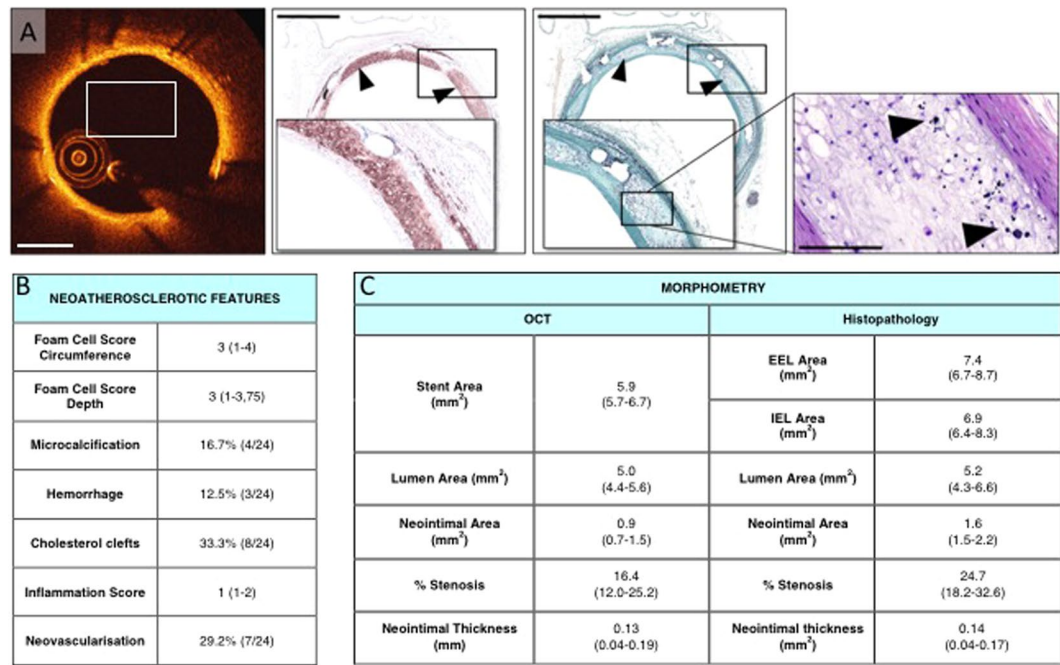 A
B
NEOATHEROSCLEROTIC FEATURES
Foam Cell Score
Circumference
3 (1-4)
Foam Cell Score
Depth
3 (1-3,75)
Microcalcification
16.7% (4/24)
Hemorrhage
12.5% (3/24)
Cholesterol clefts
33.3% (8/24)
Inflammation Score
1 (1-2)
Neovascularisation
29.2% (7/24)
C
MORPHOMETRY
OCT
Histopathology
Stent Area
(mm²)
5.9
(5.7-6.7)
EEL Area
(mm²)
7.4
(6.7-8.7)
IEL Area
(mm²)
6.9
(6.4-8.3)
Lumen Area (mm²)
5.0
(4.4-5.6)
Lumen Area (mm²)
5.2
(4.3-6.6)
Neointimal Area
(mm²)
0.9
(0.7-1.5)
Neointimal Area
(mm²)
1.6
(1.5-2.2)
% Stenosis
16.4
(12.0-25.2)
% Stenosis
24.7
(18.2-32.6)
Neointimal Thickness
(mm)
0.13
(0.04-0.19)
Neointimal thickness
(mm²)
0.14
(0.04-0.17)